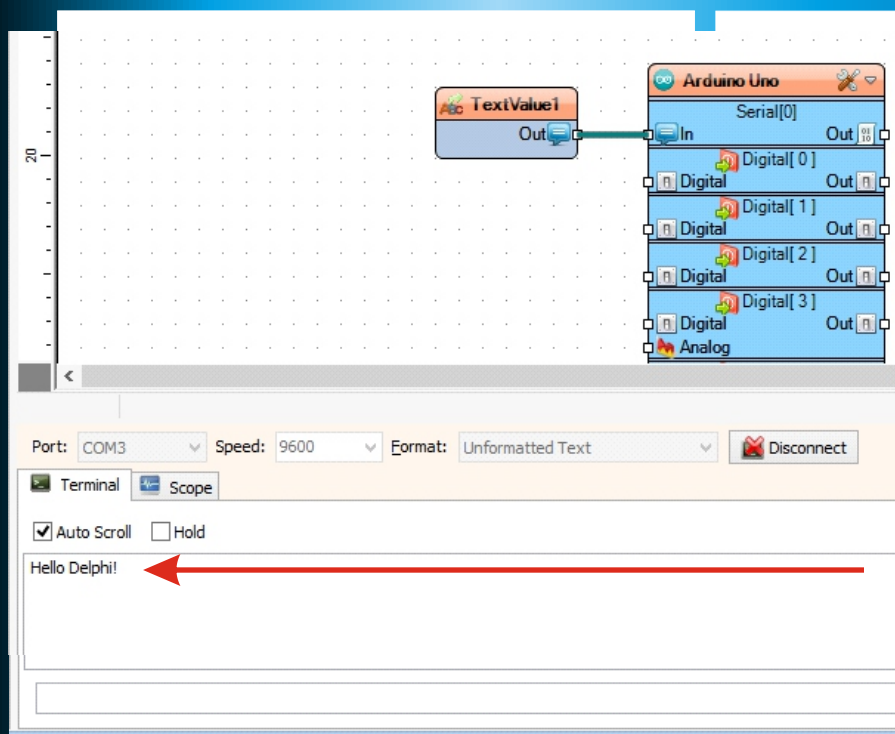 TextValue1
Out
Arduino Uno
Serial[0]
In Out
Digital[ 0 ]
Digital Out
Digital[ 1 ]
Digital Out
Digital[ 2 ]
Digital Out
Digital[ 3 ]
Digital Out
Analog
20
Port: COM3 Speed: 9600 Format: Unformatted Text Disconnect
Terminal Scope
Auto Scroll Hold
Hello Delphi!